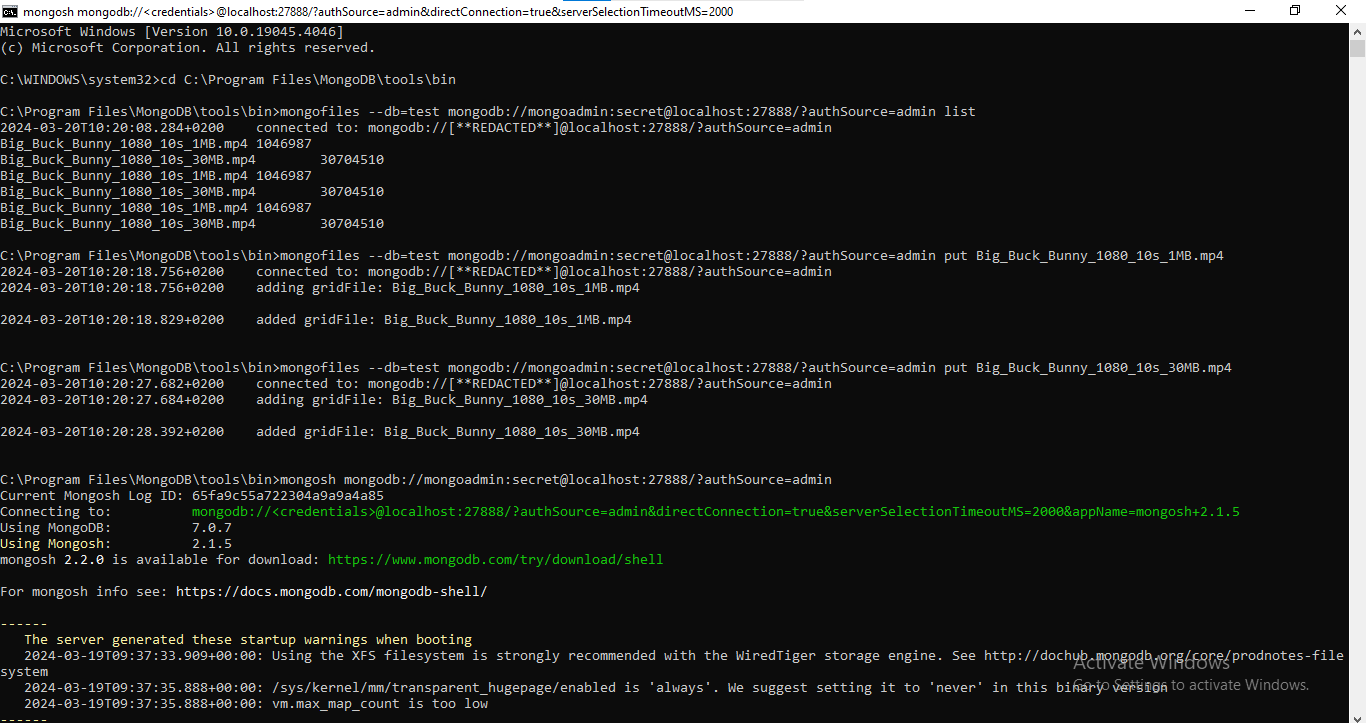 mongosh mongodb://<credentials>@localhost:27888/?authSource=admin&directConnection=true&serverSelectionTimeoutMS=2000
Microsoft Windows [Version 10.0.19045.4046]
(c) Microsoft Corporation. All rights reserved.
C:\WINDOWS\system32>cd C:\Program Files\MongoDB\tools\bin
C:\Program Files\MongoDB\tools\bin>mongofiles --db=test mongodb://mongoadmin:secret@localhost:27888/?authSource=admin list
2024-03-20T10:20:08.284+0200    connected to: mongodb://[**REDACTED**]@localhost:27888/?authSource=admin
Big_Buck_Bunny_1080_10s_1MB.mp4 1046987
Big_Buck_Bunny_1080_10s_30MB.mp4        30704510
Big_Buck_Bunny_1080_10s_1MB.mp4 1046987
Big_Buck_Bunny_1080_10s_30MB.mp4        30704510
Big_Buck_Bunny_1080_10s_1MB.mp4 1046987
Big_Buck_Bunny_1080_10s_30MB.mp4        30704510
C:\Program Files\MongoDB\tools\bin>mongofiles --db=test mongodb://mongoadmin:secret@localhost:27888/?authSource=admin put Big_Buck_Bunny_1080_10s_1MB.mp4
2024-03-20T10:20:18.756+0200    connected to: mongodb://[**REDACTED**]@localhost:27888/?authSource=admin
2024-03-20T10:20:18.756+0200    adding gridFile: Big_Buck_Bunny_1080_10s_1MB.mp4
2024-03-20T10:20:18.829+0200    added gridFile: Big_Buck_Bunny_1080_10s_1MB.mp4
C:\Program Files\MongoDB\tools\bin>mongofiles --db=test mongodb://mongoadmin:secret@localhost:27888/?authSource=admin put Big_Buck_Bunny_1080_10s_30MB.mp4
2024-03-20T10:20:27.682+0200    connected to: mongodb://[**REDACTED**]@localhost:27888/?authSource=admin
2024-03-20T10:20:27.684+0200    adding gridFile: Big_Buck_Bunny_1080_10s_30MB.mp4
2024-03-20T10:20:28.392+0200    added gridFile: Big_Buck_Bunny_1080_10s_30MB.mp4
C:\Program Files\MongoDB\tools\bin>mongosh mongodb://mongoadmin:secret@localhost:27888/?authSource=admin
Current Mongosh Log ID: 65fa9c55a722304a9a9a4a85
Connecting to:          mongodb://<credentials>@localhost:27888/?authSource=admin&directConnection=true&serverSelectionTimeoutMS=2000&appName=mongosh+2.1.5
Using MongoDB:          7.0.7
Using Mongosh:          2.1.5
mongosh 2.2.0 is available for download: https://www.mongodb.com/try/download/shell
For mongosh info see: https://docs.mongodb.com/mongodb-shell/
------
The server generated these startup warnings when booting
2024-03-19T09:37:33.909+00:00: Using the XFS filesystem is strongly recommended with the WiredTiger storage engine. See http://dochub.mongodb.org/core/prodnotes-file
system
2024-03-19T09:37:35.888+00:00: /sys/kernel/mm/transparent_hugepage/enabled is 'always'. We suggest setting it to 'never' in this binary version
2024-03-19T09:37:35.888+00:00: vm.max_map_count is too low
------
Activate Windows
Go to Settings to activate Windows.